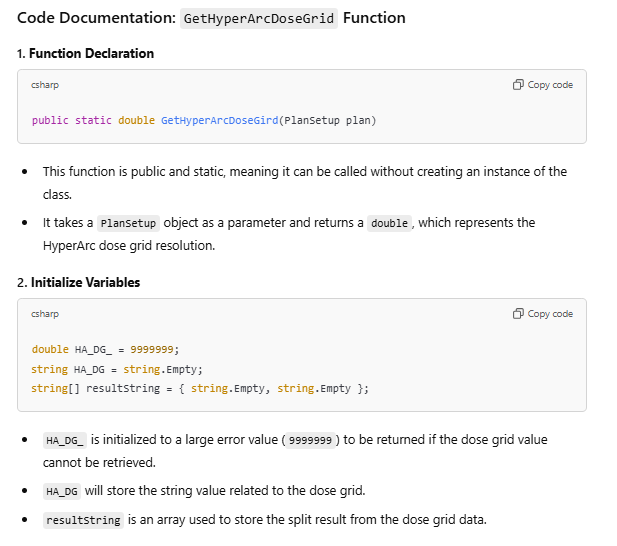 Code Documentation: GetHyperArcDoseGrid Function
1. Function Declaration
csharp Copy code
public static double GetHyperArcDoseGird(PlanSetup plan)
• This function is public and static, meaning it can be called without creating an instance of the
class.
• It takes a PlanSetup object as a parameter and returns a double, which represents the
HyperArc dose grid resolution.
2. Initialize Variables
csharp Copy code
double HA_DG_ = 9999999;
string HA_DG = string.Empty;
string[] resultString = { string.Empty, string.Empty };
• HA_DG_ is initialized to a large error value (9999999) to be returned if the dose grid value
cannot be retrieved.
• HA_DG will store the string value related to the dose grid.
• resultString is an array used to store the split result from the dose grid data.